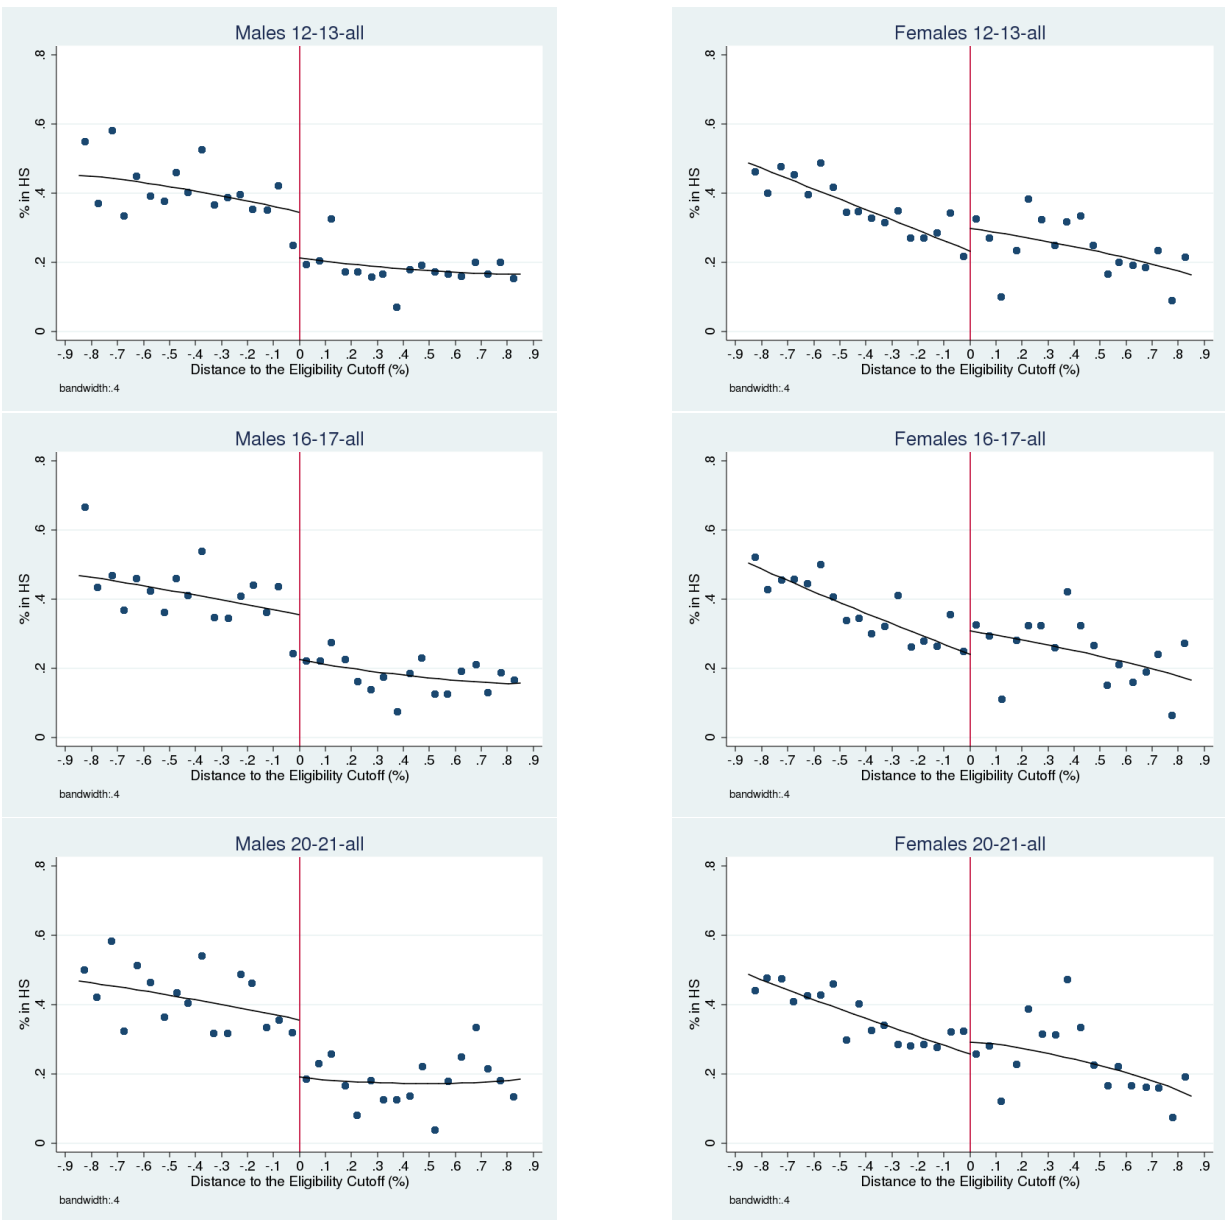 Males 12-13-all
% in HS
.8
.6
.4
.2
0
-.9 -.8 -.7 -.6 -.5 -.4 -.3 -.2 -.1 0 .1 .2 .3 .4 .5 .6 .7 .8 .9
Distance to the Eligibility Cutoff (%)
bandwidth:.4
Females 12-13-all
% in HS
.8
.6
.4
.2
0
-.9 -.8 -.7 -.6 -.5 -.4 -.3 -.2 -.1 0 .1 .2 .3 .4 .5 .6 .7 .8 .9
Distance to the Eligibility Cutoff (%)
bandwidth:.4
Males 16-17-all
% in HS
.8
.6
.4
.2
0
-.9 -.8 -.7 -.6 -.5 -.4 -.3 -.2 -.1 0 .1 .2 .3 .4 .5 .6 .7 .8 .9
Distance to the Eligibility Cutoff (%)
bandwidth:.4
Females 16-17-all
% in HS
.8
.6
.4
.2
0
-.9 -.8 -.7 -.6 -.5 -.4 -.3 -.2 -.1 0 .1 .2 .3 .4 .5 .6 .7 .8 .9
Distance to the Eligibility Cutoff (%)
bandwidth:.4
Males 20-21-all
% in HS
.8
.6
.4
.2
0
-.9 -.8 -.7 -.6 -.5 -.4 -.3 -.2 -.1 0 .1 .2 .3 .4 .5 .6 .7 .8 .9
Distance to the Eligibility Cutoff (%)
bandwidth:.4
Females 20-21-all
% in HS
.8
.6
.4
.2
0
-.9 -.8 -.7 -.6 -.5 -.4 -.3 -.2 -.1 0 .1 .2 .3 .4 .5 .6 .7 .8 .9
Distance to the Eligibility Cutoff (%)
bandwidth:.4